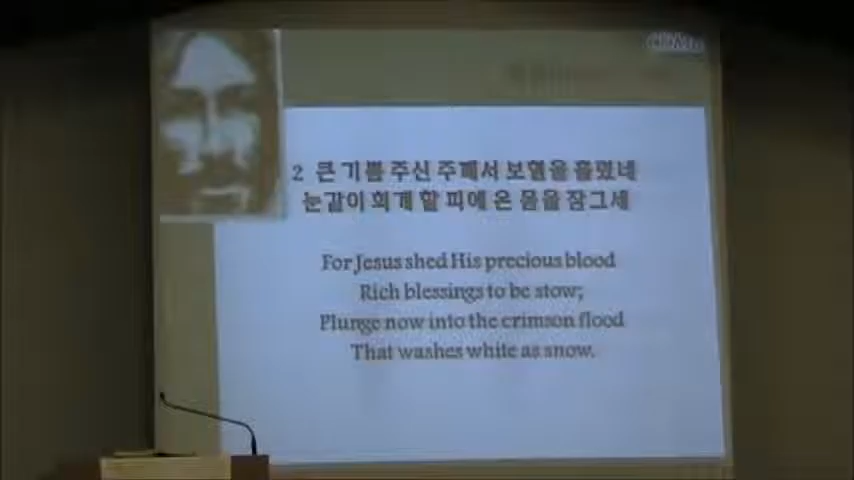 2 큰 기쁨 주신 주께서 보혈을 흘렸네
눈같이 희게 할 피에 온 몸을 잠그세
For Jesus shed His precious blood
Rich blessings to be stow;
Plunge now into the crimson flood
That washes white as snow.